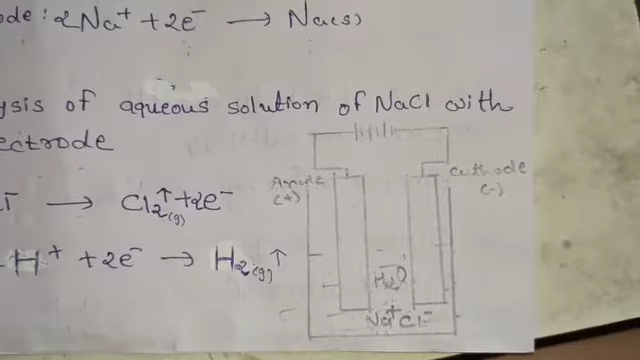 ode: 2Na⁺ + 2e⁻ → Na(s)
ysis of aqueous solution of NaCl with
ectrode
l⁻ → Cl₂(g)↑ + 2e⁻
H⁺ + 2e⁻ → H₂(g)↑
Anode
(+)
Cathode
(-)
H₂O
Na⁺Cl⁻